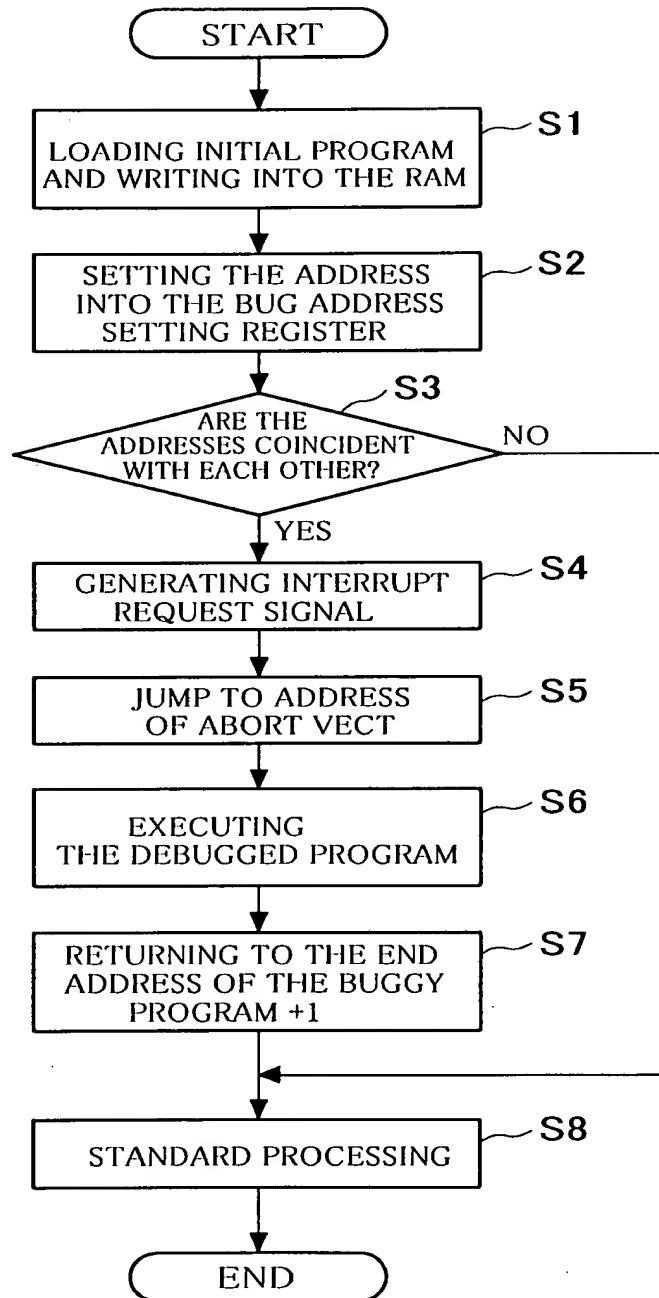 START
S1
LOADING INITIAL PROGRAM
AND WRITING INTO THE RAM
S2
SETTING THE ADDRESS
INTO THE BUG ADDRESS
SETTING REGISTER
S3
ARE THE
ADDRESSES COINCIDENT
WITH EACH OTHER?
NO
YES
S4
GENERATING INTERRUPT
REQUEST SIGNAL
S5
JUMP TO ADDRESS
OF ABORT VECT
S6
EXECUTING
THE DEBUGGED PROGRAM
S7
RETURNING TO THE END
ADDRESS OF THE BUGGY
PROGRAM +1
S8
STANDARD PROCESSING
END